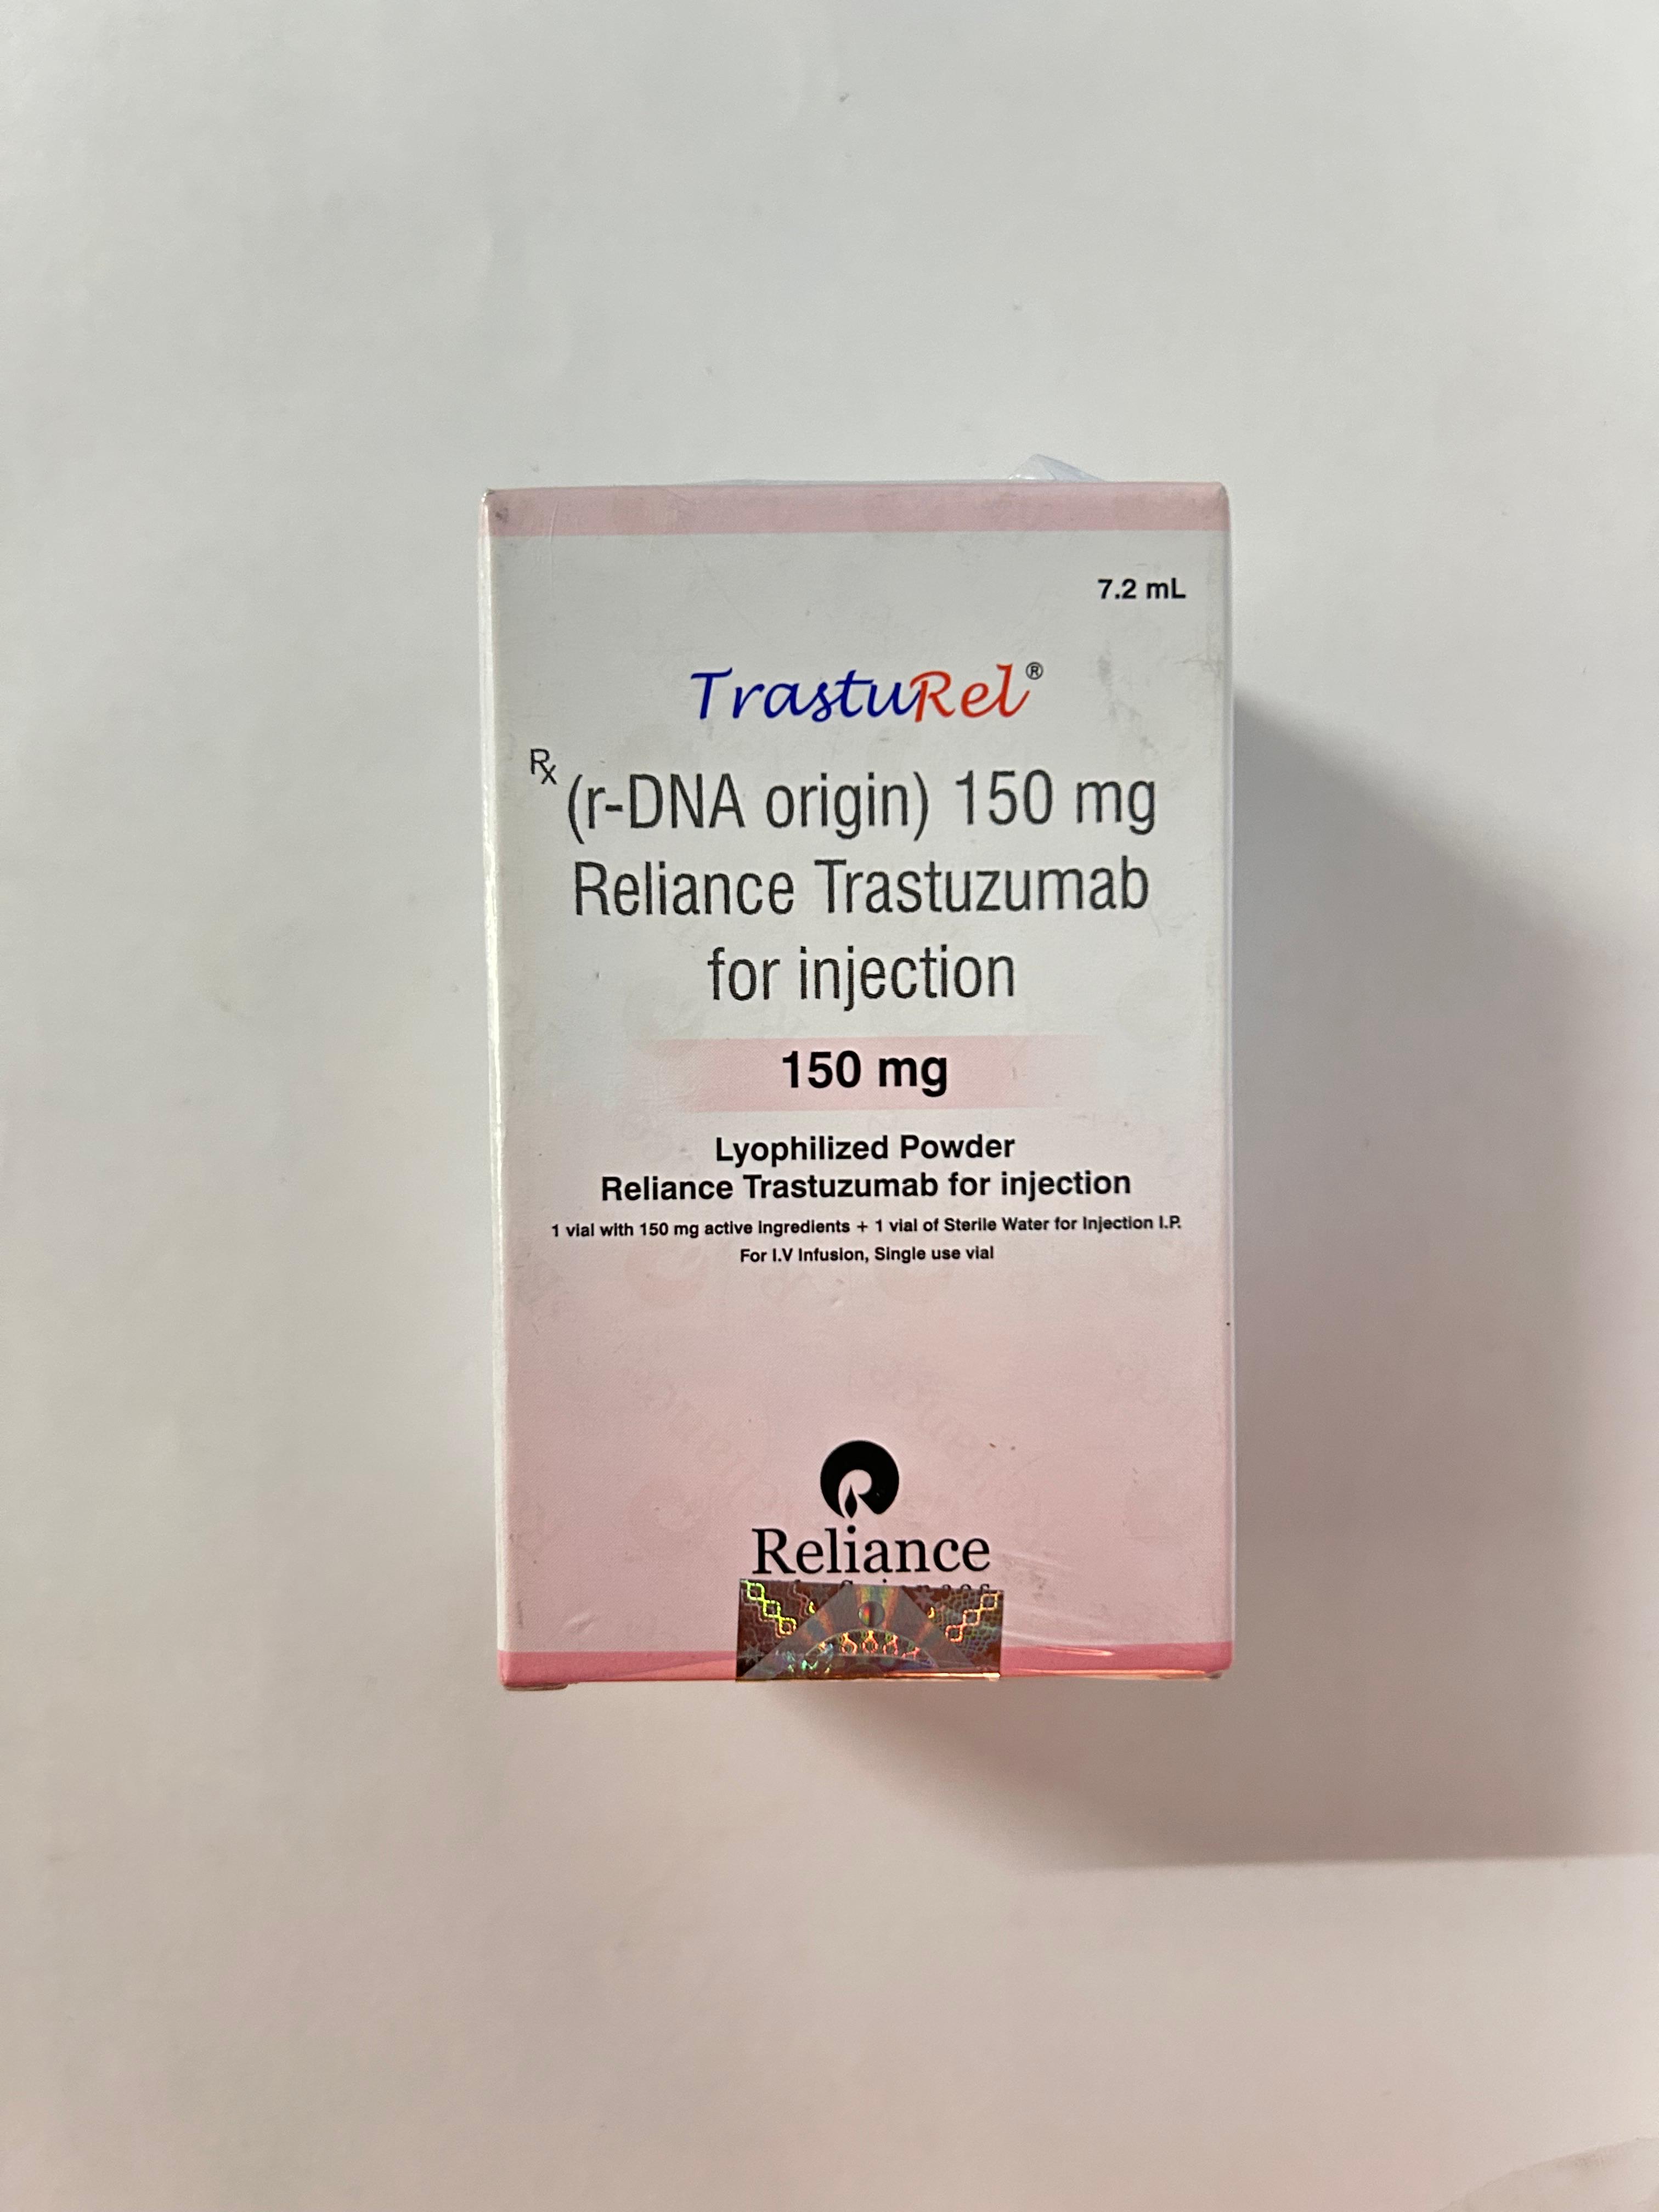 7.2 mL
TrastuRel®
Rx (r-DNA origin) 150 mg
Reliance Trastuzumab
for injection
150 mg
Lyophilized Powder
Reliance Trastuzumab for injection
1 vial with 150 mg active Ingredients + 1 vial of Sterile Water for Injection I.P.
For I.V Infusion, Single use vial
Reliance